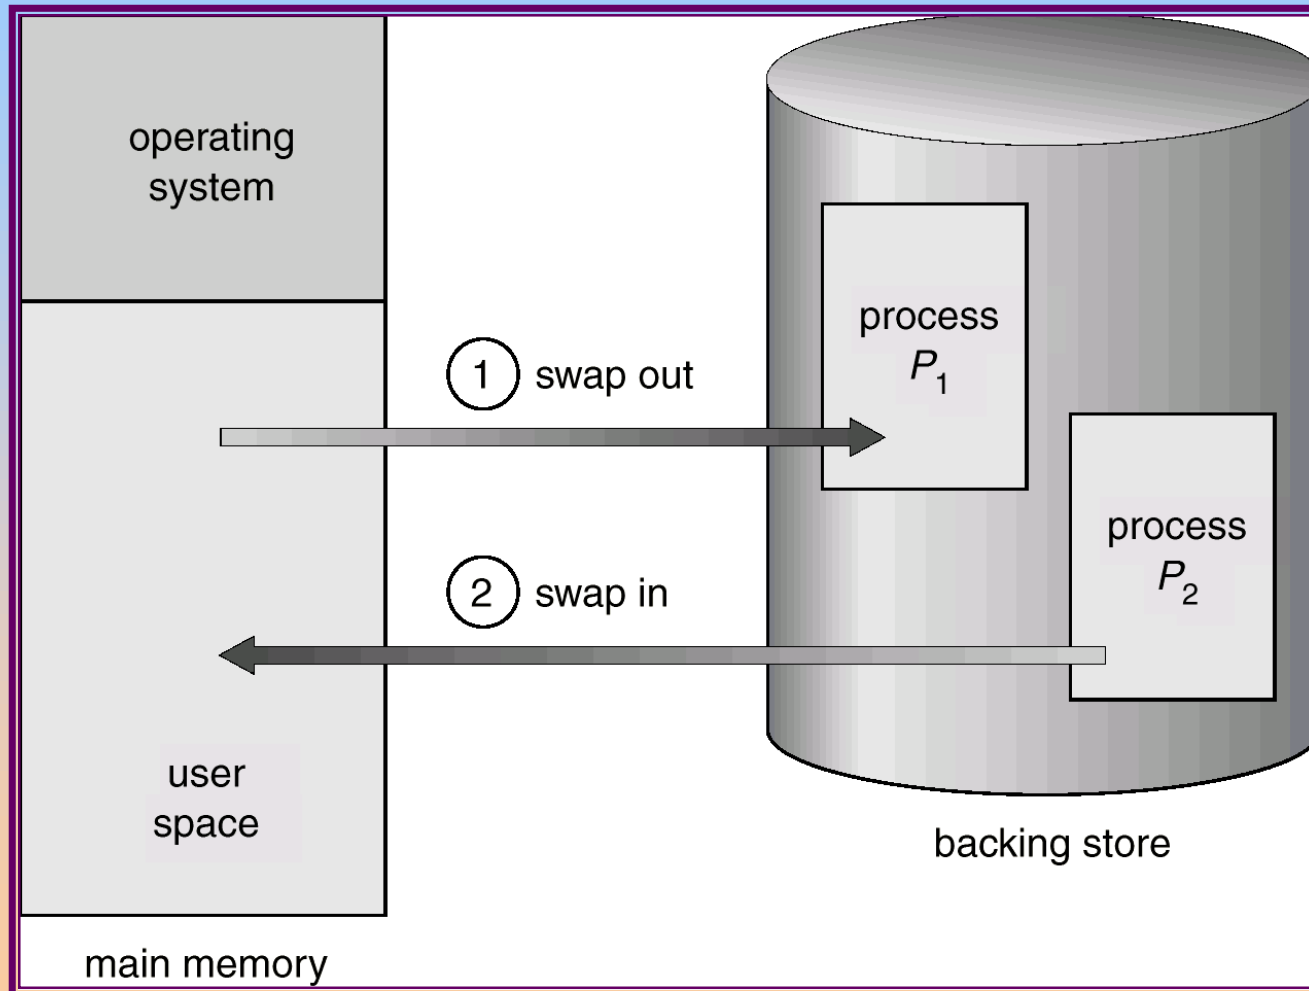 operating
system
process
P1
1 swap out
process
P2
2 swap in
user
space
backing store
main memory